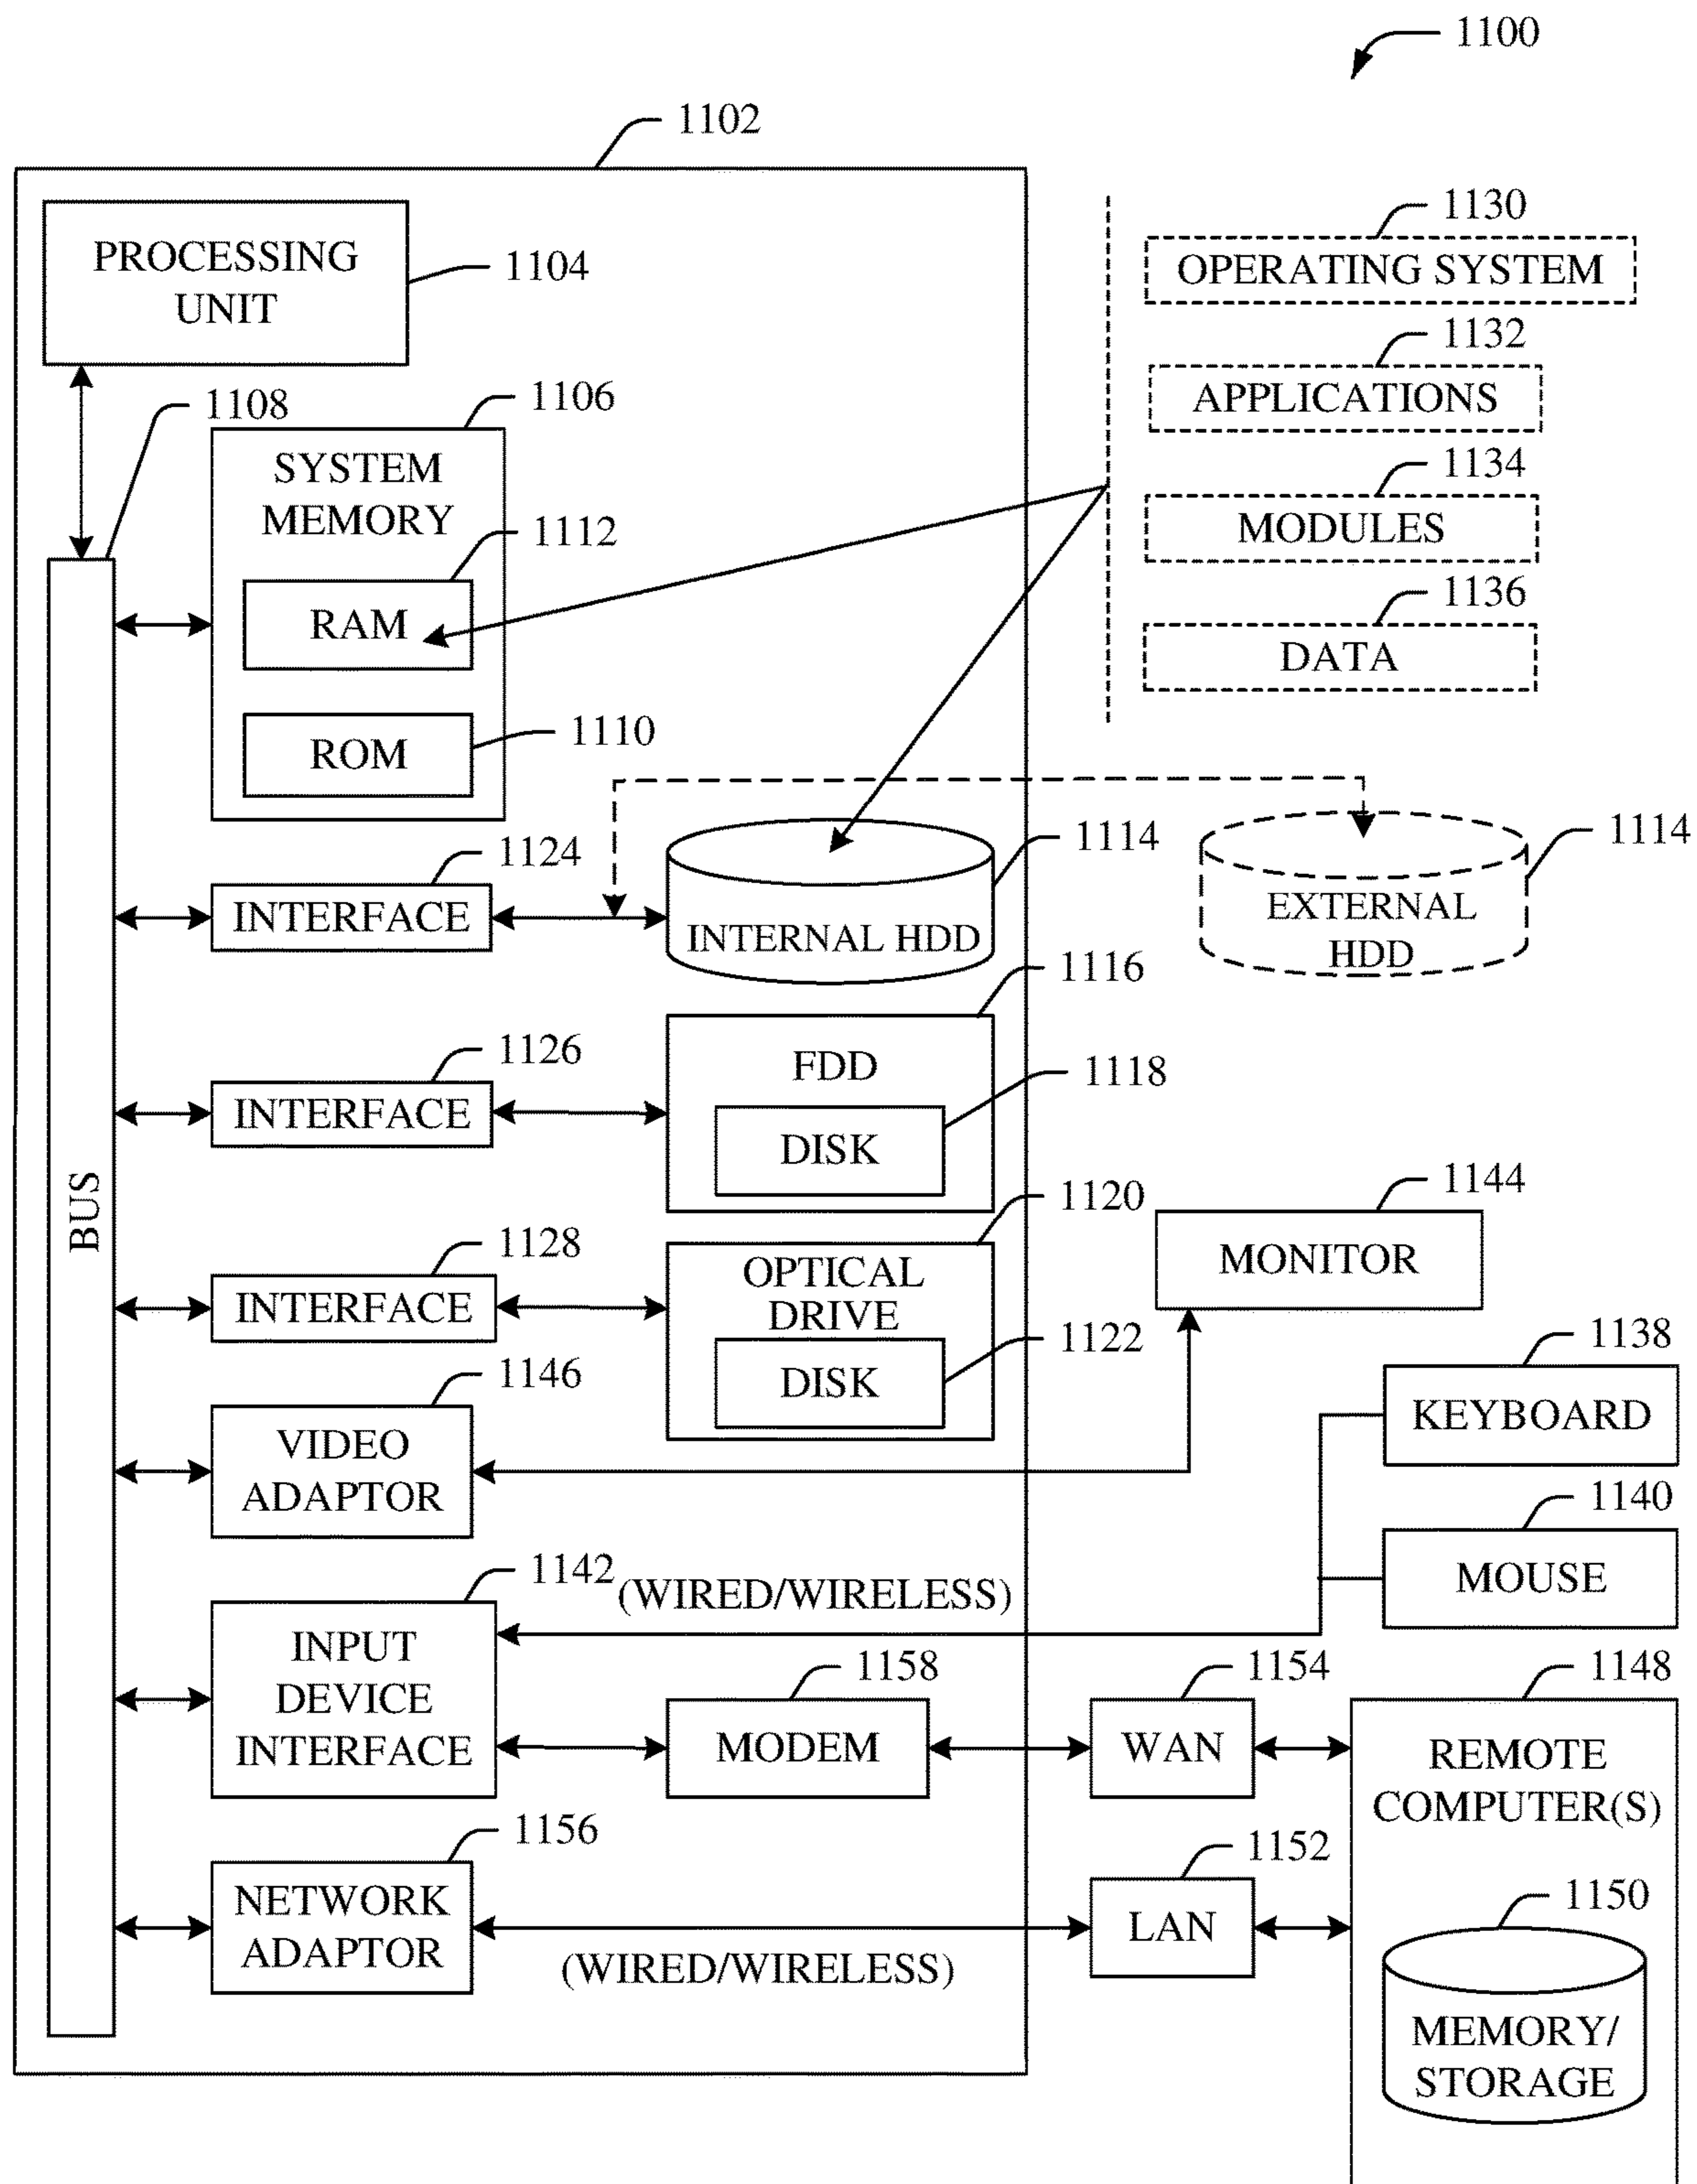 1100
1102
PROCESSING
UNIT
1104
1130
OPERATING SYSTEM
1132
APPLICATIONS
1134
MODULES
1136
DATA
1108
1106
SYSTEM
MEMORY
1112
RAM
1110
ROM
1124
INTERFACE
1114
INTERNAL HDD
1114
EXTERNAL
HDD
1116
FDD
1126
INTERFACE
1118
DISK
BUS
1120
OPTICAL
DRIVE
1128
INTERFACE
1122
DISK
1144
MONITOR
1138
KEYBOARD
1146
VIDEO
ADAPTOR
1140
MOUSE
1142
(WIRED/WIRELESS)
INPUT
DEVICE
INTERFACE
1158
MODEM
1154
WAN
1148
REMOTE
COMPUTER(S)
1156
NETWORK
ADAPTOR
(WIRED/WIRELESS)
1152
LAN
1150
MEMORY/
STORAGE